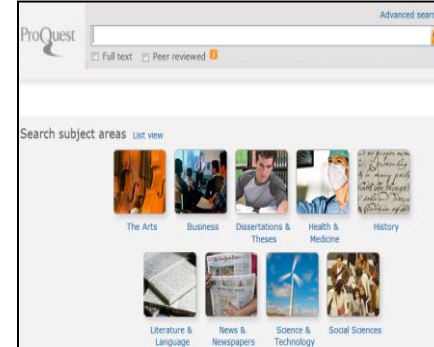 Advanced sear
ProQuest
Full text Peer reviewed
Search subject areas List view
The Arts
Business
Dissertations &
Theses
Health &
Medicine
History
Literature &
Language
News &
Newspapers
Science &
Technology
Social Sciences